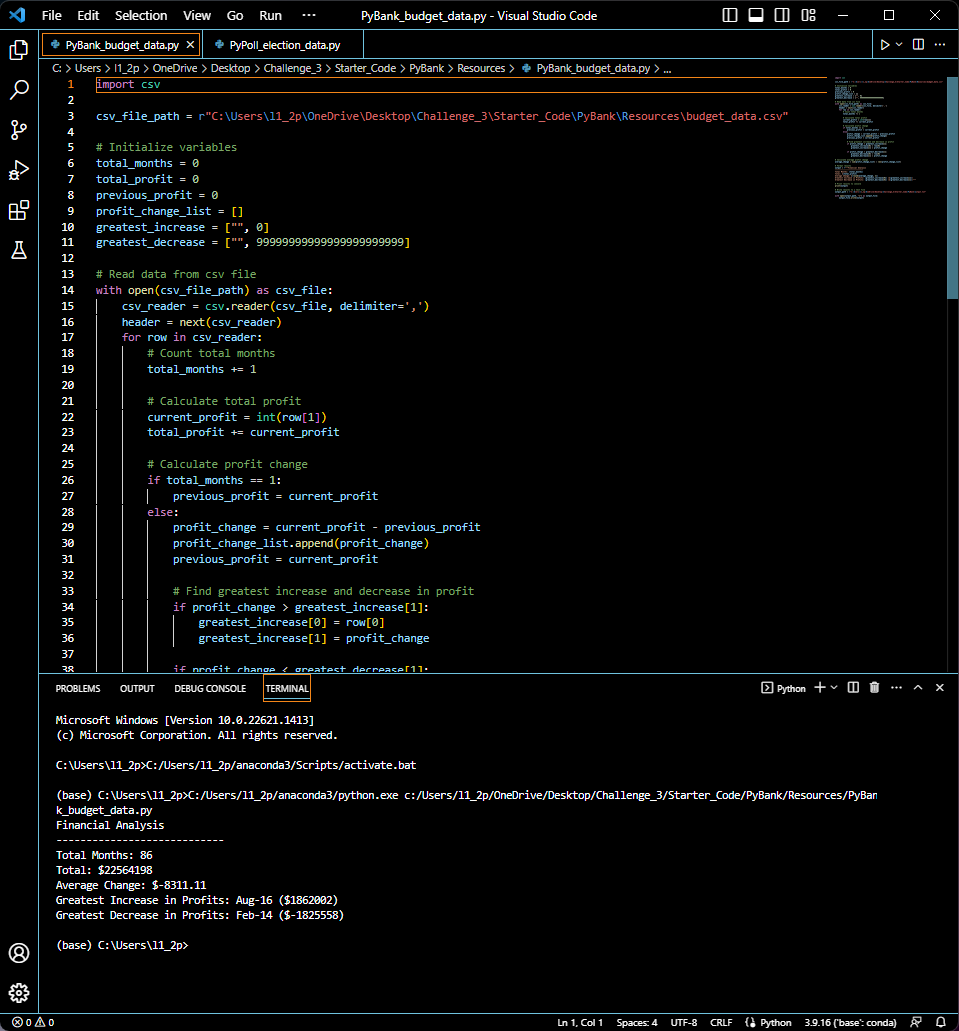 File Edit Selection View Go Run ··· PyBank_budget_data.py - Visual Studio Code
PyBank_budget_data.py PyPoll_election_data.py
C: > Users > l1_2p > OneDrive > Desktop > Challenge_3 > Starter_Code > PyBank > Resources > PyBank_budget_data.py > ...
1 import csv
2
3 csv_file_path = r"C:\Users\l1_2p\OneDrive\Desktop\Challenge_3\Starter_Code\PyBank\Resources\budget_data.csv"
4
5 # Initialize variables
6 total_months = 0
7 total_profit = 0
8 previous_profit = 0
9 profit_change_list = []
10 greatest_increase = ["", 0]
11 greatest_decrease = ["", 99999999999999999999999]
12
13 # Read data from csv file
14 with open(csv_file_path) as csv_file:
15 csv_reader = csv.reader(csv_file, delimiter=',')
16 header = next(csv_reader)
17 for row in csv_reader:
18 # Count total months
19 total_months += 1
20
21 # Calculate total profit
22 current_profit = int(row[1])
23 total_profit += current_profit
24
25 # Calculate profit change
26 if total_months == 1:
27 previous_profit = current_profit
28 else:
29 profit_change = current_profit - previous_profit
30 profit_change_list.append(profit_change)
31 previous_profit = current_profit
32
33 # Find greatest increase and decrease in profit
34 if profit_change > greatest_increase[1]:
35 greatest_increase[0] = row[0]
36 greatest_increase[1] = profit_change
37
38 if profit_change < greatest_decrease[1]:
PROBLEMS OUTPUT DEBUG CONSOLE TERMINAL Python
Microsoft Windows [Version 10.0.22621.1413]
(c) Microsoft Corporation. All rights reserved.
C:\Users\l1_2p>C:/Users/l1_2p/anaconda3/Scripts/activate.bat
(base) C:\Users\l1_2p>C:/Users/l1_2p/anaconda3/python.exe c:/Users/l1_2p/OneDrive/Desktop/Challenge_3/Starter_Code/PyBank/Resources/PyBan
k_budget_data.py
Financial Analysis
----------------------------
Total Months: 86
Total: $22564198
Average Change: $-8311.11
Greatest Increase in Profits: Aug-16 ($1862002)
Greatest Decrease in Profits: Feb-14 ($-1825558)
(base) C:\Users\l1_2p>
0 0 Ln 1, Col 1 Spaces: 4 UTF-8 CRLF Python 3.9.16 ('base': conda)